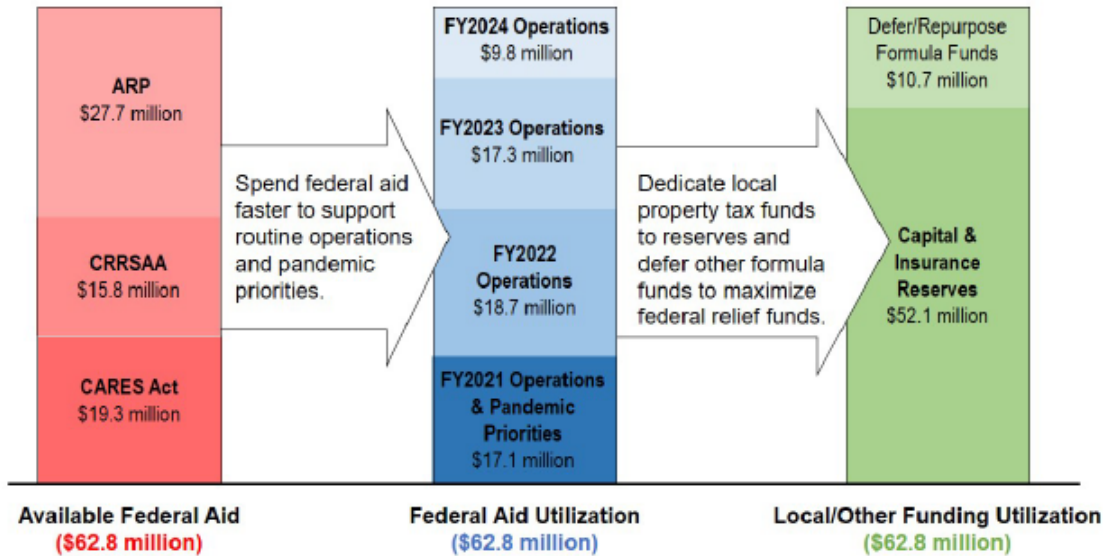 ARP
$27.7 million
CRRSAA
$15.8 million
CARES Act
$19.3 million
Available Federal Aid
($62.8 million)
Spend federal aid
faster to support
routine operations
and pandemic
priorities.
FY2024 Operations
$9.8 million
FY2023 Operations
$17.3 million
FY2022
Operations
$18.7 million
FY2021 Operations
& Pandemic
Priorities
$17.1 million
Federal Aid Utilization
($62.8 million)
Dedicate local
property tax funds
to reserves and
defer other formula
funds to maximize
federal relief funds.
Defer/Repurpose
Formula Funds
$10.7 million
Capital &
Insurance
Reserves
$52.1 million
Local/Other Funding Utilization
($62.8 million)